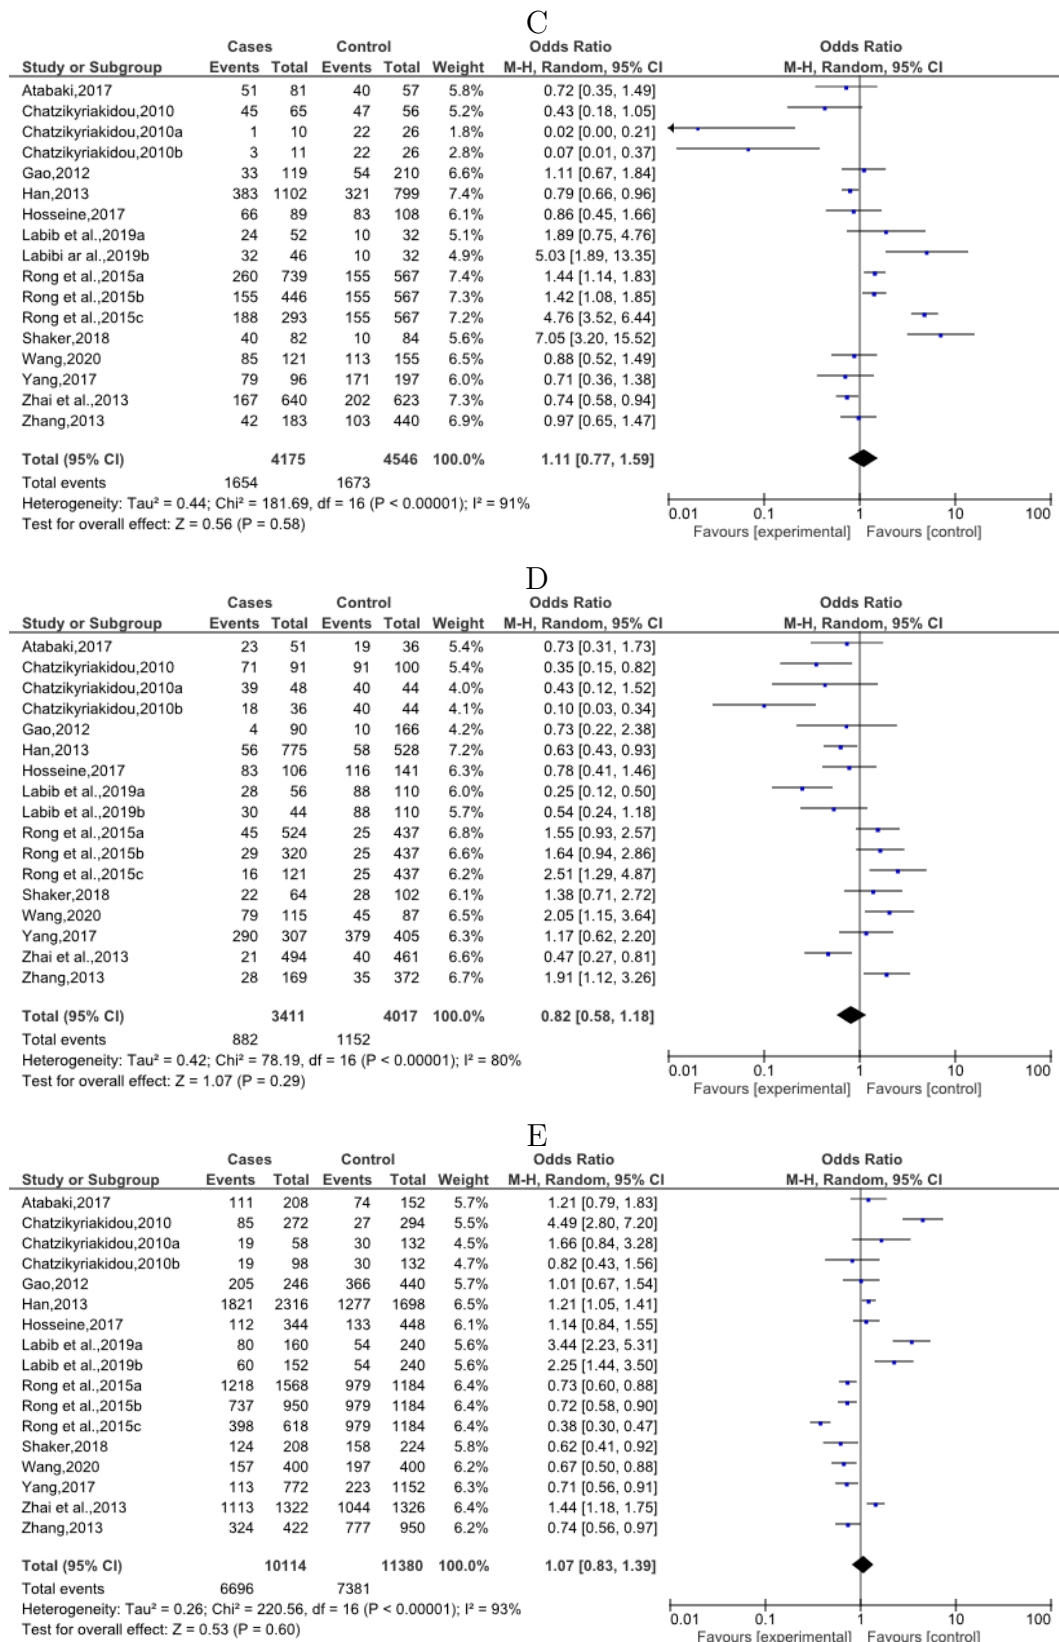 C
Cases Control Odds Ratio Odds Ratio
Study or Subgroup Events Total Events Total Weight M-H, Random, 95% CI M-H, Random, 95% CI
Atabaki,2017 51 81 40 57 5.8% 0.72 [0.35, 1.49]
Chatzikyriakidou,2010 45 65 47 56 5.2% 0.43 [0.18, 1.05]
Chatzikyriakidou,2010a 1 10 22 26 1.8% 0.02 [0.00, 0.21]
Chatzikyriakidou,2010b 3 11 22 26 2.8% 0.07 [0.01, 0.37]
Gao,2012 33 119 54 210 6.6% 1.11 [0.67, 1.84]
Han,2013 383 1102 321 799 7.4% 0.79 [0.66, 0.96]
Hosseine,2017 66 89 83 108 6.1% 0.86 [0.45, 1.66]
Labib et al.,2019a 24 52 10 32 5.1% 1.89 [0.75, 4.76]
Labibi ar al.,2019b 32 46 10 32 4.9% 5.03 [1.89, 13.35]
Rong et al.,2015a 260 739 155 567 7.4% 1.44 [1.14, 1.83]
Rong et al.,2015b 155 446 155 567 7.3% 1.42 [1.08, 1.85]
Rong et al.,2015c 188 293 155 567 7.2% 4.76 [3.52, 6.44]
Shaker,2018 40 82 10 84 5.6% 7.05 [3.20, 15.52]
Wang,2020 85 121 113 155 6.5% 0.88 [0.52, 1.49]
Yang,2017 79 96 171 197 6.0% 0.71 [0.36, 1.38]
Zhai et al.,2013 167 640 202 623 7.4% 0.74 [0.58, 0.94]
Zhang,2013 42 183 103 440 6.9% 0.97 [0.65, 1.47]
Total (95% CI) 4175 4546 100.0% 1.11 [0.77, 1.59]
Total events 1654 1673
Heterogeneity: Tau² = 0.44; Chi² = 181.69, df = 16 (P < 0.00001); I² = 91%
Test for overall effect: Z = 0.56 (P = 0.58)
0.01 0.1 1 10 100
Favours [experimental] Favours [control]
D
Cases Control Odds Ratio Odds Ratio
Study or Subgroup Events Total Events Total Weight M-H, Random, 95% CI M-H, Random, 95% CI
Atabaki,2017 23 51 19 36 5.4% 0.73 [0.31, 1.73]
Chatzikyriakidou,2010 71 91 91 100 5.4% 0.35 [0.15, 0.82]
Chatzikyriakidou,2010a 39 48 40 44 4.0% 0.43 [0.12, 1.52]
Chatzikyriakidou,2010b 18 36 40 44 4.1% 0.10 [0.03, 0.34]
Gao,2012 4 90 10 166 4.2% 0.73 [0.22, 2.38]
Han,2013 56 775 58 528 7.2% 0.63 [0.43, 0.93]
Hosseine,2017 83 106 116 141 6.3% 0.78 [0.41, 1.46]
Labib et al.,2019a 28 56 88 110 6.0% 0.25 [0.12, 0.50]
Labib et al.,2019b 30 44 88 110 5.7% 0.54 [0.24, 1.18]
Rong et al.,2015a 45 524 25 437 6.8% 1.55 [0.93, 2.57]
Rong et al.,2015b 29 320 25 437 6.6% 1.64 [0.94, 2.86]
Rong et al.,2015c 16 121 25 437 6.2% 2.51 [1.29, 4.87]
Shaker,2018 22 64 28 102 6.1% 1.38 [0.71, 2.72]
Wang,2020 79 115 45 87 6.5% 2.05 [1.15, 3.64]
Yang,2017 290 307 379 405 6.3% 1.17 [0.62, 2.20]
Zhai et al.,2013 21 494 40 461 6.6% 0.47 [0.27, 0.81]
Zhang,2013 28 169 35 372 6.7% 1.91 [1.12, 3.26]
Total (95% CI) 3411 4017 100.0% 0.82 [0.58, 1.18]
Total events 882 1152
Heterogeneity: Tau² = 0.42; Chi² = 78.19, df = 16 (P < 0.00001); I² = 80%
Test for overall effect: Z = 1.07 (P = 0.29)
0.01 0.1 1 10 100
Favours [experimental] Favours [control]
E
Cases Control Odds Ratio Odds Ratio
Study or Subgroup Events Total Events Total Weight M-H, Random, 95% CI M-H, Random, 95% CI
Atabaki,2017 111 208 74 152 5.7% 1.21 [0.79, 1.83]
Chatzikyriakidou,2010 85 272 27 294 5.5% 4.49 [2.80, 7.20]
Chatzikyriakidou,2010a 19 58 30 132 4.5% 1.66 [0.84, 3.28]
Chatzikyriakidou,2010b 19 98 30 132 4.7% 0.82 [0.43, 1.56]
Gao,2012 205 246 366 440 5.7% 1.01 [0.67, 1.54]
Han,2013 1821 2316 1277 1698 6.5% 1.21 [1.05, 1.41]
Hosseine,2017 112 344 133 448 6.1% 1.14 [0.84, 1.55]
Labib et al.,2019a 80 160 54 240 5.6% 3.44 [2.23, 5.31]
Labib et al.,2019b 60 152 54 240 5.6% 2.25 [1.44, 3.50]
Rong et al.,2015a 1218 1568 979 1184 6.4% 0.73 [0.60, 0.88]
Rong et al.,2015b 737 950 979 1184 6.4% 0.72 [0.58, 0.90]
Rong et al.,2015c 398 618 979 1184 6.4% 0.38 [0.30, 0.47]
Shaker,2018 124 208 158 224 5.8% 0.62 [0.41, 0.92]
Wang,2020 157 400 197 400 6.2% 0.67 [0.50, 0.88]
Yang,2017 113 772 223 1152 6.3% 0.71 [0.56, 0.91]
Zhai et al.,2013 1113 1322 1044 1326 6.4% 1.44 [1.18, 1.75]
Zhang,2013 324 422 777 950 6.2% 0.74 [0.56, 0.97]
Total (95% CI) 10114 11380 100.0% 1.07 [0.83, 1.39]
Total events 6696 7381
Heterogeneity: Tau² = 0.26; Chi² = 220.56, df = 16 (P < 0.00001); I² = 93%
Test for overall effect: Z = 0.53 (P = 0.60)
0.01 0.1 1 10 100
Favours [experimental] Favours [control]